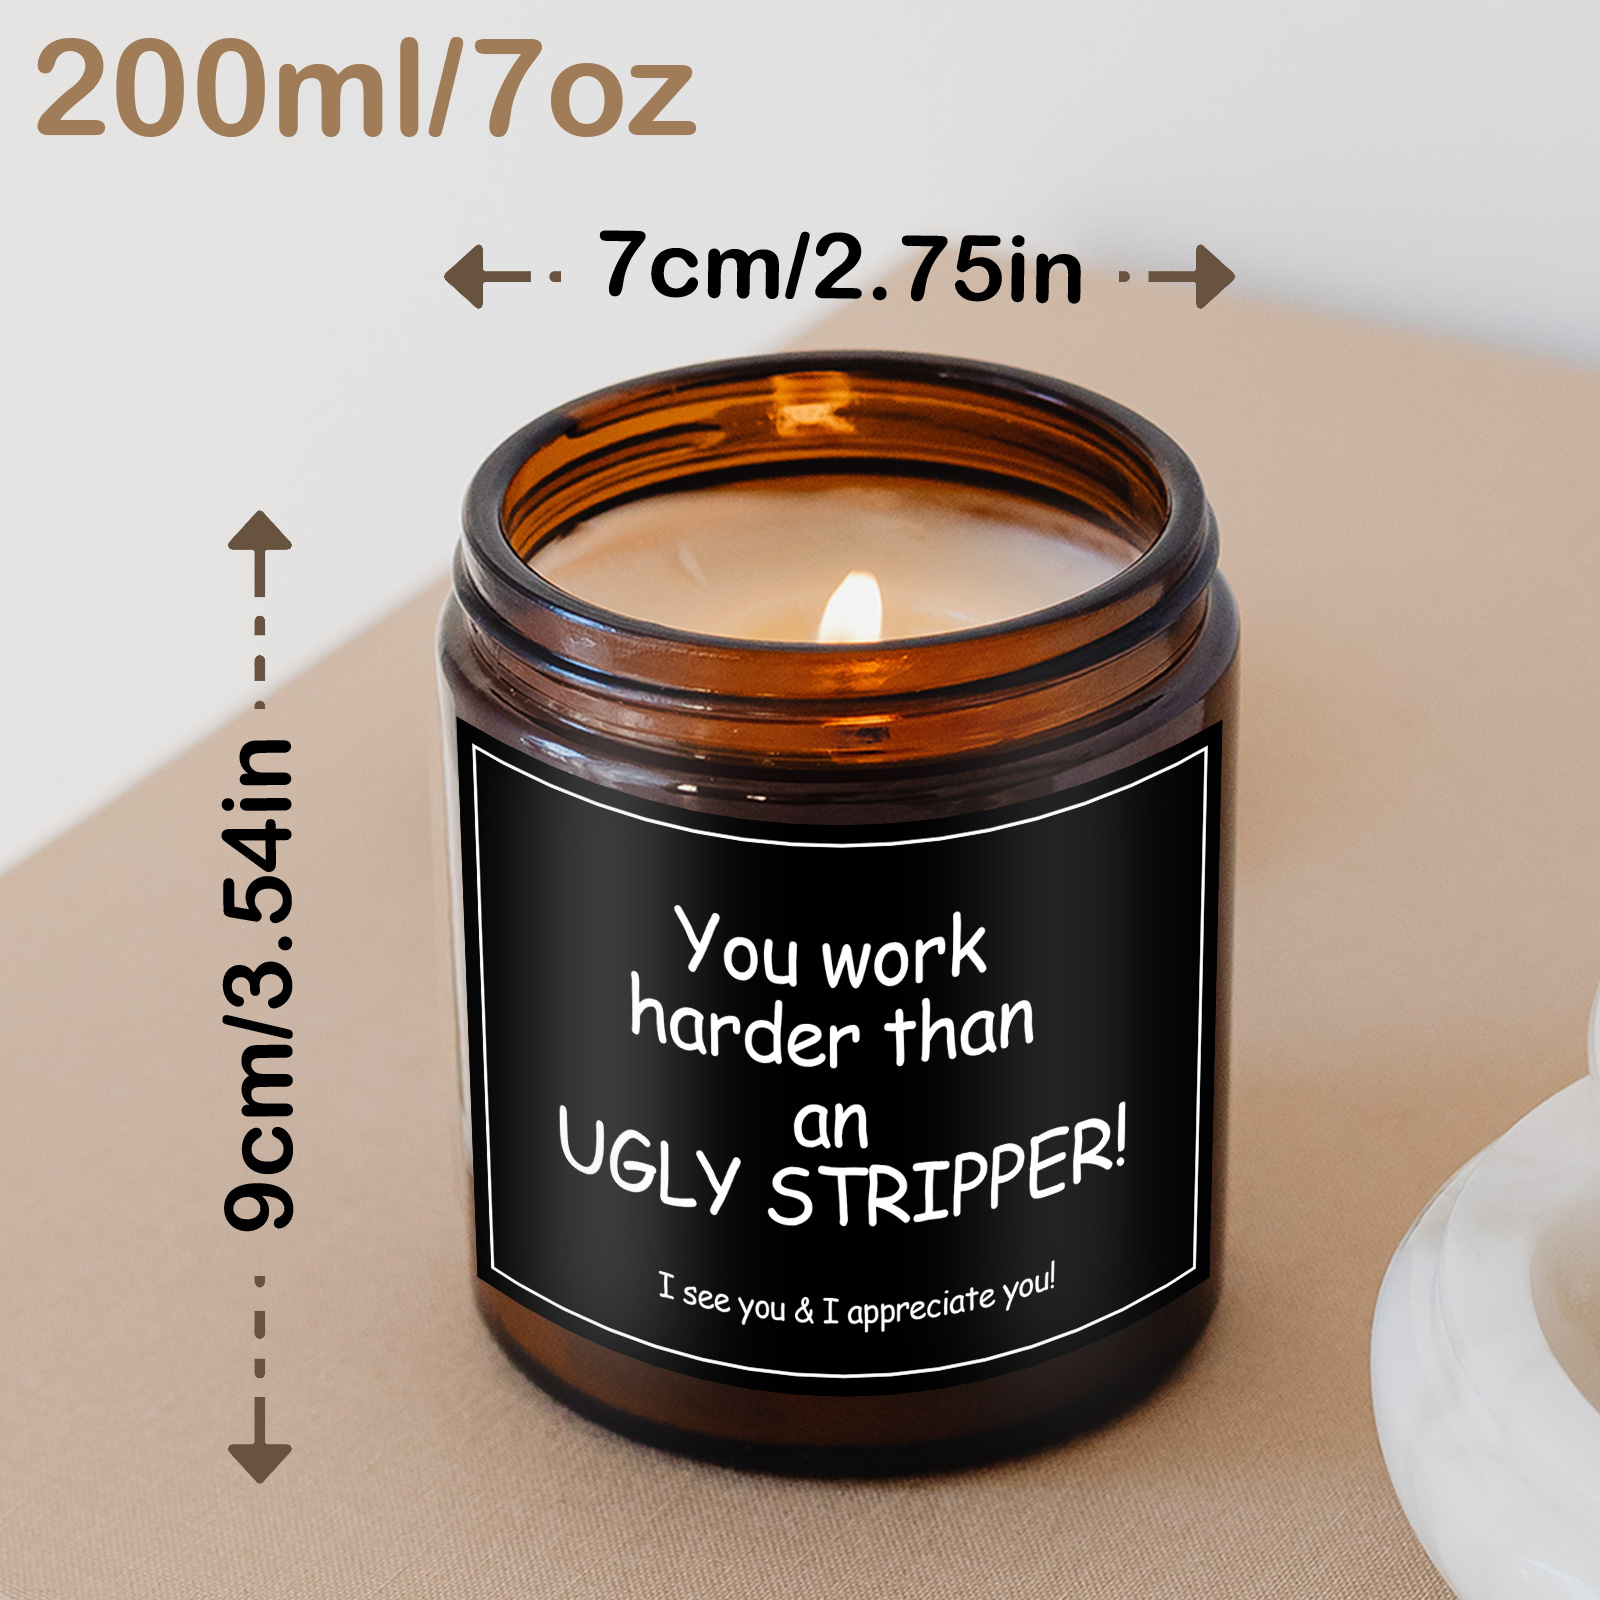 200ml/7oz
7cm/2.75in
9cm/3.54in
You work
harder than
an
UGLY STRIPPER!
I see you & I appreciate you!